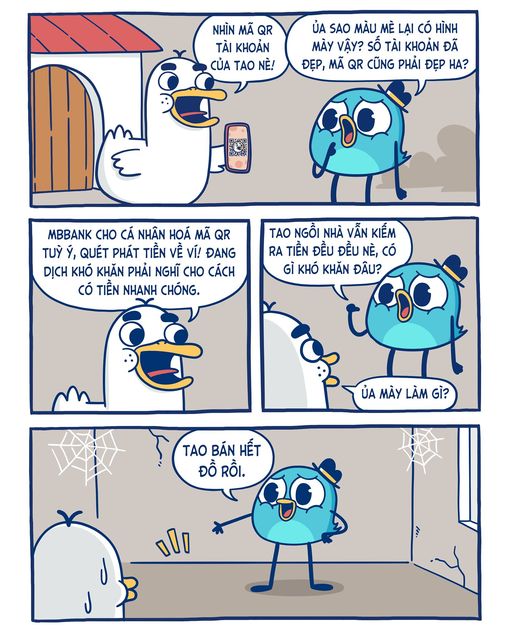 NHÌN MÃ QR
TÀI KHOẢN
CỦA TAO NÈ!
ỦA SAO MÀU MÈ LẠI CÓ HÌNH
MÀY VẬY? SỐ TÀI KHOẢN ĐÃ
ĐẸP, MÃ QR CŨNG PHẢI ĐẸP HA?
MBBANK CHO CÁ NHÂN HOÁ MÃ QR
TUỲ Ý, QUÉT PHÁT TIỀN VỀ VÍ! ĐANG
DỊCH KHÓ KHĂN PHẢI NGHĨ CHO CÁCH
CÓ TIỀN NHANH CHÓNG.
TAO NGỒI NHÀ VẪN KIẾM
RA TIỀN ĐỀU ĐỀU NÈ, CÓ
GÌ KHÓ KHĂN ĐÂU?
ỦA MÀY LÀM GÌ?
TAO BÁN HẾT
ĐỒ RỒI.